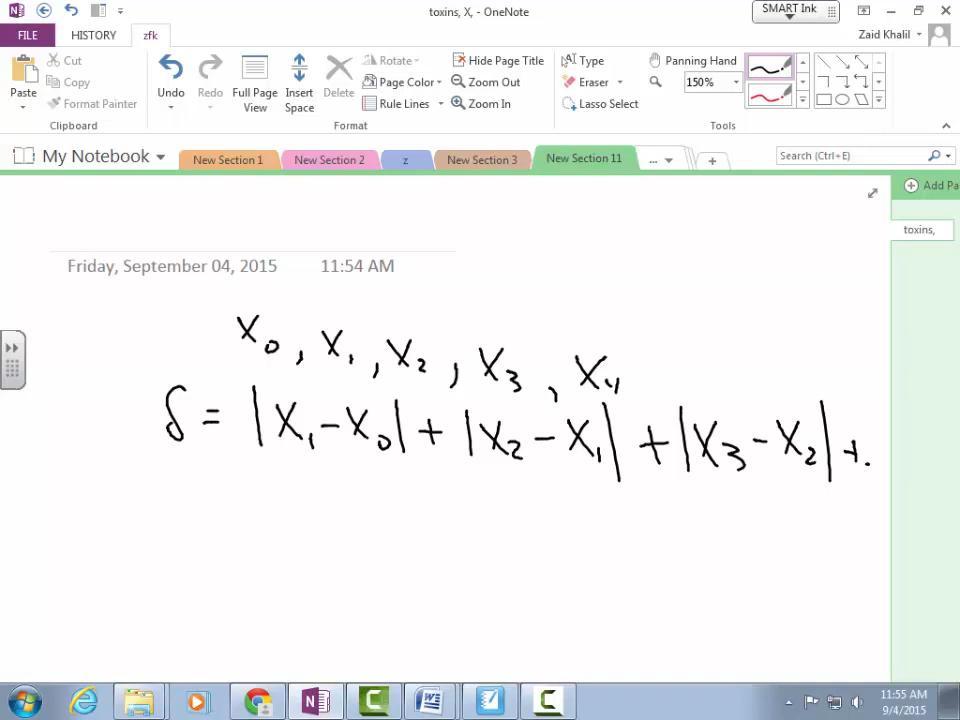 toxins, X, - OneNote
SMART Ink
FILE HISTORY zfk
Zaid Khalil
Cut
Copy
Format Painter
Paste
Clipboard
Undo Redo Full Page View Insert Space Delete
Rotate
Page Color
Rule Lines
Format
Hide Page Title
Zoom Out
Zoom In
Type
Eraser
Lasso Select
Panning Hand
150%
Tools
My Notebook New Section 1 New Section 2 z New Section 3 New Section 11 ... +
Search (Ctrl+E)
Add Pa
toxins,
Friday, September 04, 2015 11:54 AM
X₀, X₁, X₂, X₃, X₄
δ = |X₁-X₀| + |X₂-X₁| + |X₃-X₂| +.
11:55 AM
9/4/2015